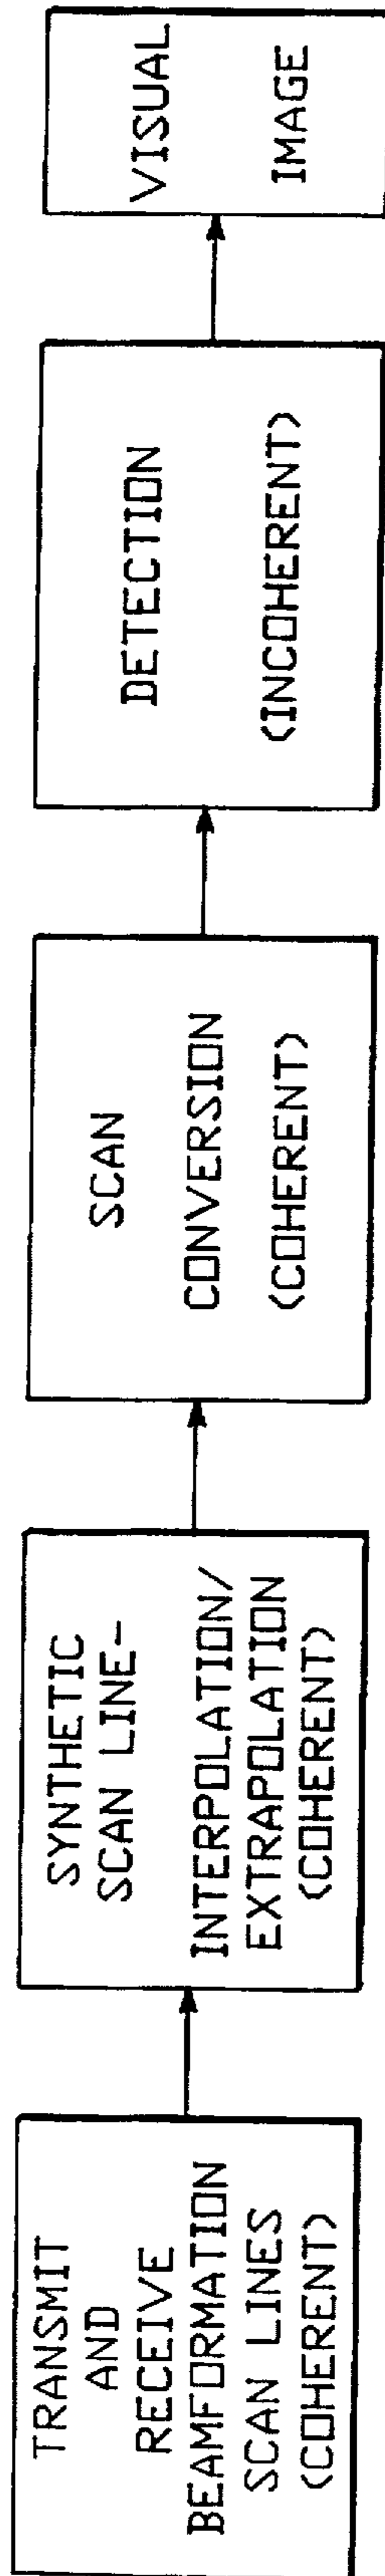 TRANSMIT
AND
RECEIVE
BEAMFORMATION
SCAN LINES
(COHERENT)
SYNTHETIC
SCAN LINE-
INTERPOLATION/
EXTRAPOLATION
(COHERENT)
SCAN
CONVERSION
(COHERENT)
DETECTION
(INCOHERENT)
VISUAL
IMAGE